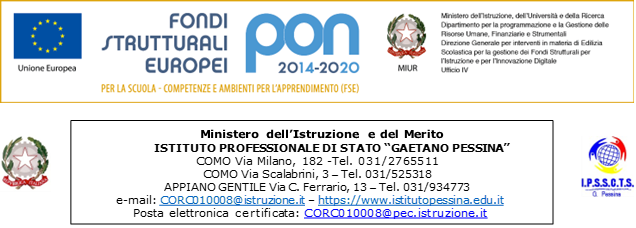 FONDI
STRUTTURALI
EUROPEI
pon
2014-2020
Unione Europea
PER LA SCUOLA - COMPETENZE E AMBIENTI PER L'APPRENDIMENTO (FSE)
MIUR
Ministero dell'Istruzione, dell'Università e della Ricerca
Dipartimento per la programmazione e la Gestione delle
Risorse Umane, Finanziarie e Strumentali
Direzione Generale per interventi in materia di Edilizia
Scolastica per la gestione dei Fondi Strutturali per
l'Istruzione e per l'Innovazione Digitale
Ufficio IV
Ministero dell'Istruzione e del Merito
ISTITUTO PROFESSIONALE DI STATO "GAETANO PESSINA"
COMO Via Milano, 182 -Tel. 031/2765511
COMO Via Scalabrini, 3 – Tel. 031/525318
APPIANO GENTILE Via C. Ferrario, 13 – Tel. 031/934773
e-mail: CORC010008@istruzione.it – https://www.istitutopessina.edu.it
Posta elettronica certificata: CORC010008@pec.istruzione.it
I.P.S.S.C.T.S.
G. Pessina